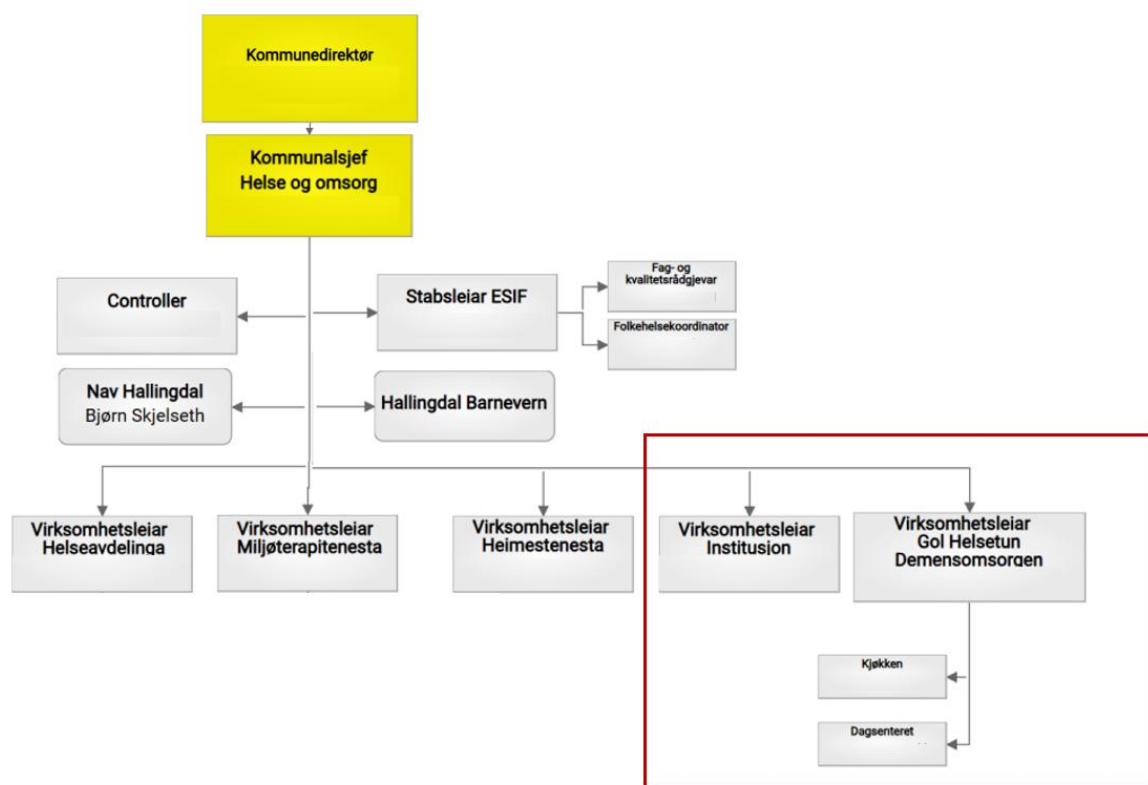 Kommunedirektør
Kommunalsjef
Helse og omsorg
Controller
Stabsleiar ESIF
Fag- og
kvalitetsrådgjevar
Folkehelsekoordinator
Nav Hallingdal
Bjørn Skjelseth
Hallingdal Barnevern
Virksomhetsleiar
Helseavdelinga
Virksomhetsleiar
Miljøterapitenesta
Virksomhetsleiar
Heimestenesta
Virksomhetsleiar
Institusjon
Virksomhetsleiar
Gol Helsetun
Demensomsorgen
Kjøkken
Dagsenteret